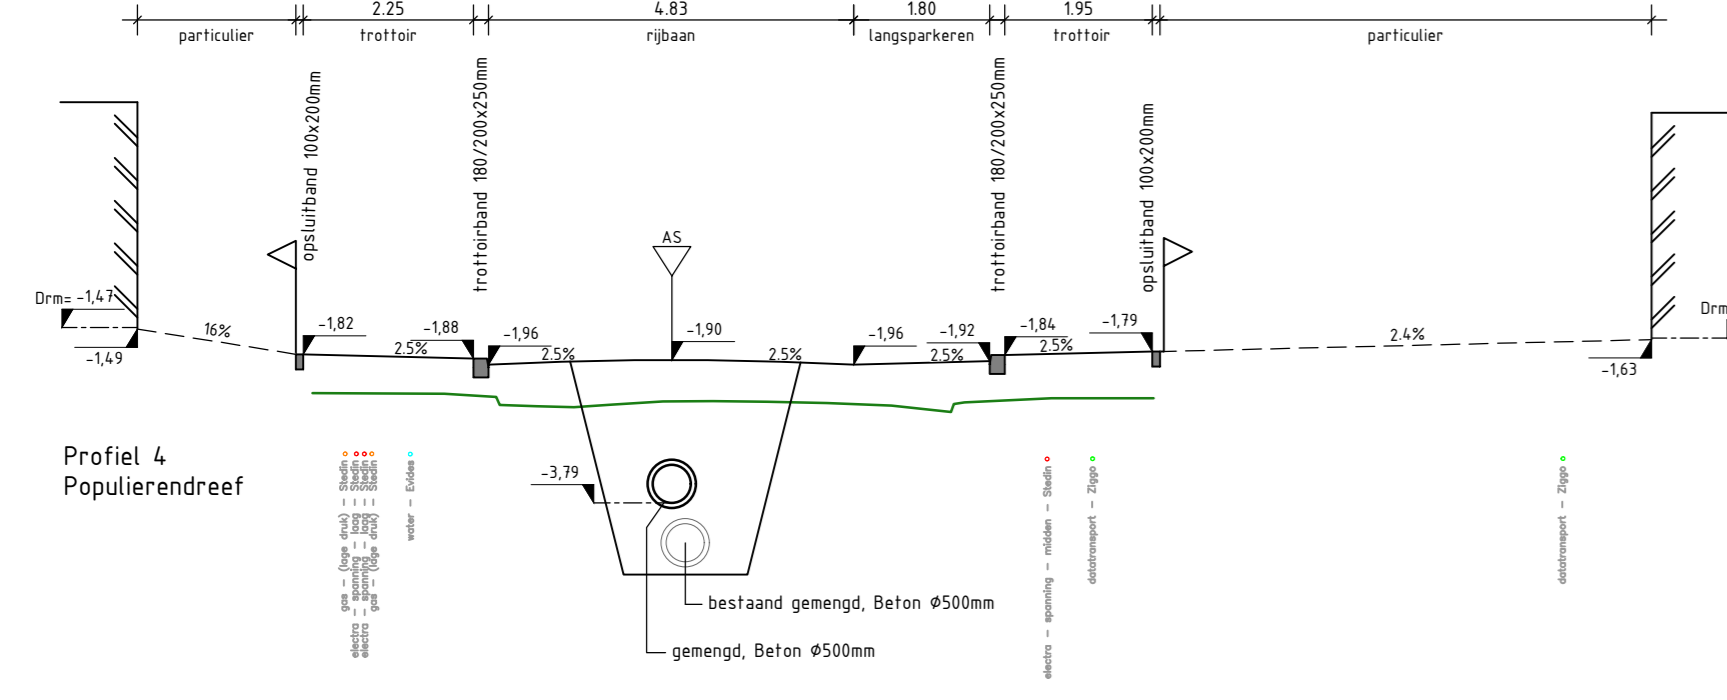 2.25
4.83
1.80
1.95
particulier
trottoir
rijbaan
langsparkeren
trottoir
particulier
opsluitband 100x200mm
trottoirband 180/200x250mm
trottoirband 180/200x250mm
opsluitband 100x200mm
AS
Drm= -1,47
-1,49
16%
-1,82
2.5%
-1,88
-1,96
2.5%
-1,90
2.5%
-1,96
-1,92
2.5%
-1,84
2.5%
-1,79
2.4%
Drm
-1,63
Profiel 4
Populierendreef
gas - (lage druk) - Stedin
electra - spanning - laag - Stedin
electra - spanning - laag - Stedin
gas - (lage druk) - Stedin
water - Evides
-3,79
electra - spanning - midden - Stedin
datatransport - Ziggo
datatransport - Ziggo
bestaand gemengd, Beton Ø500mm
gemengd, Beton Ø500mm